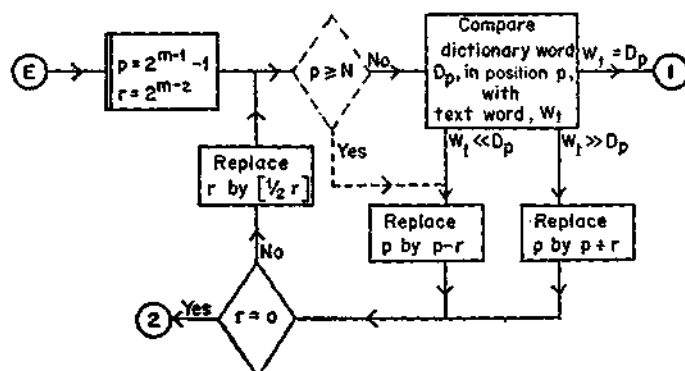 E
p = 2^{m-1} - 1
r = 2^{m-2}
p ≥ N
No
Yes
Compare
dictionary word
D_p, in position p,
with
text word, W_t
W_t = D_p
1
W_t ≪ D_p
W_t ≫ D_p
Replace
r by [½ r]
Replace
p by p-r
Replace
p by p+r
No
r = 0
Yes
2